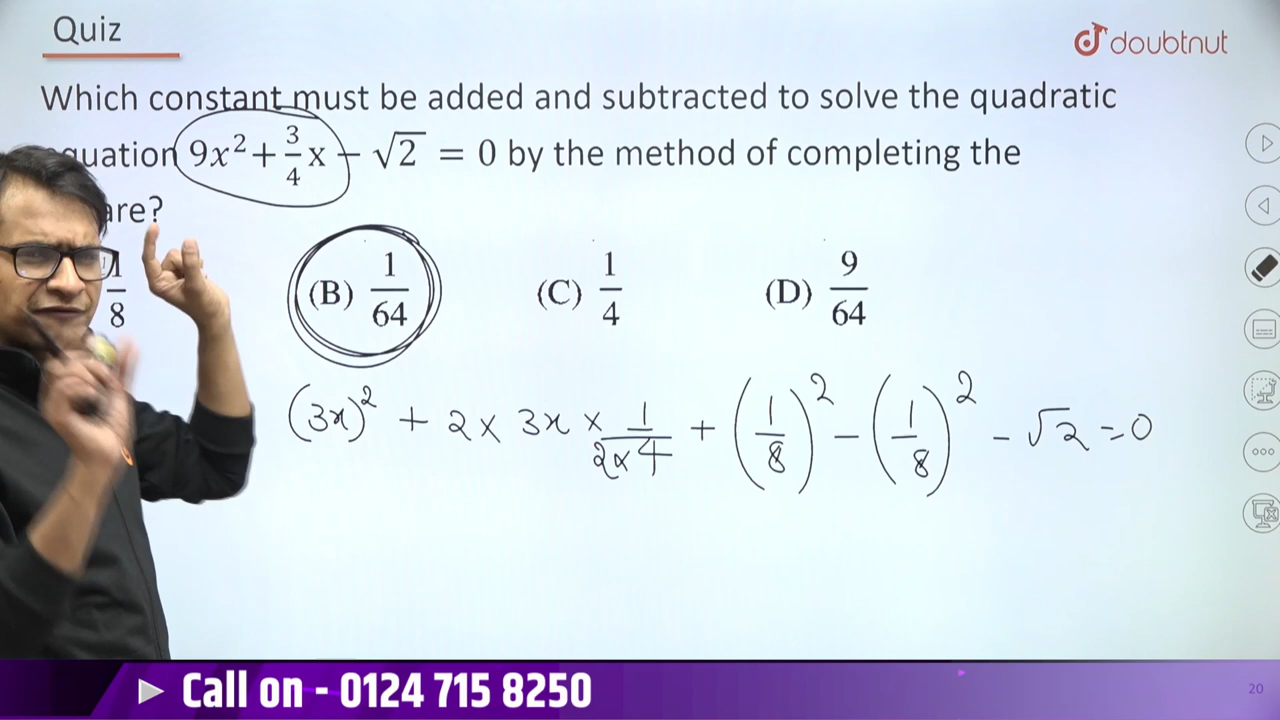 Quiz
doubtnut
Which constant must be added and subtracted to solve the quadratic
equation 9x² + 3/4 x − √2 = 0 by the method of completing the
are?
1/8 (B) 1/64 (C) 1/4 (D) 9/64
(3x)² + 2 × 3x × 1/(2×4) + (1/8)² − (1/8)² − √2 = 0
Call on - 0124 715 8250
20